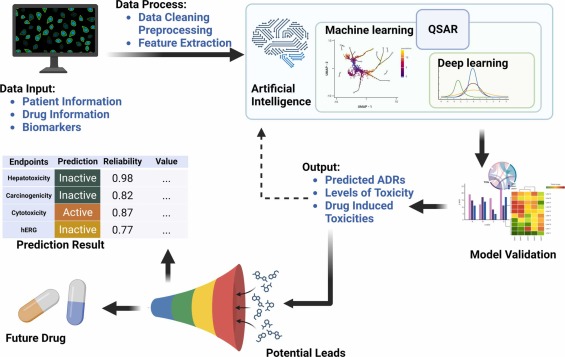 Data Process:
• Data Cleaning
Preprocessing
• Feature Extraction
Data Input:
• Patient Information
• Drug Information
• Biomarkers
Artificial
Intelligence
Machine learning
QSAR
Deep learning
UMAP - 1
Model Validation
Output:
• Predicted ADRs
• Levels of Toxicity
• Drug Induced
Toxicities
Endpoints Prediction Reliability Value
Hepatotoxicity Inactive 0.98 ...
Carcinogenicity Inactive 0.82 ...
Cytotoxicity Active 0.87 ...
hERG Inactive 0.77 ...
Prediction Result
Future Drug
Potential Leads